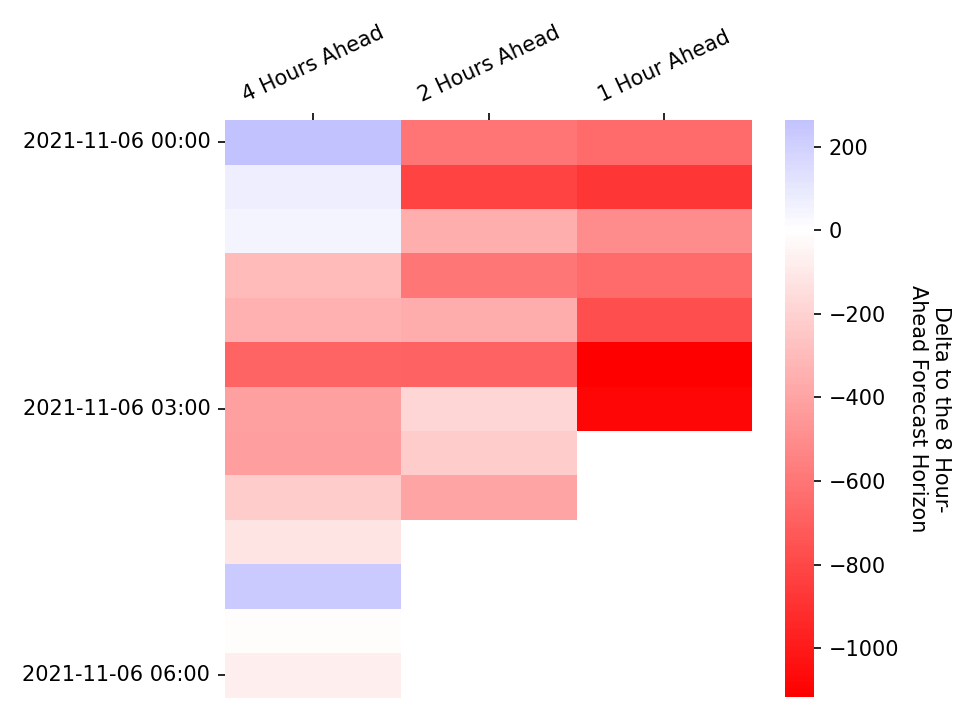 4 Hours Ahead
2 Hours Ahead
1 Hour Ahead
2021-11-06 00:00
2021-11-06 03:00
2021-11-06 06:00
200
0
−200
−400
−600
−800
−1000
Delta to the 8 Hour-
Ahead Forecast Horizon